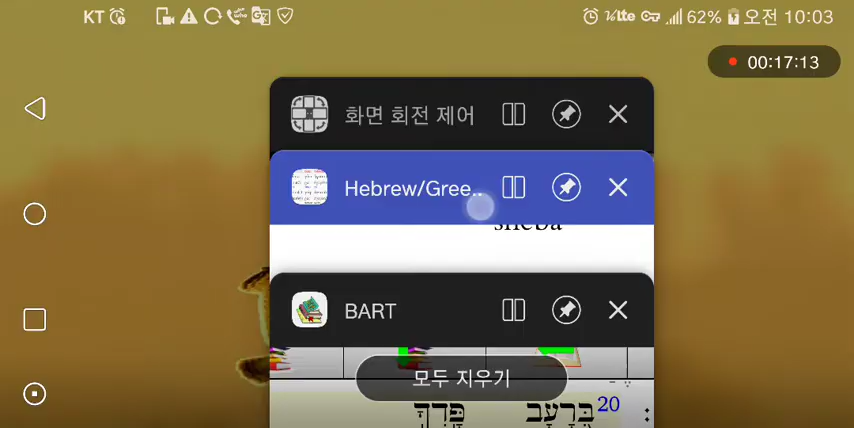 KT 62% 오전 10:03
00:17:13
화면 회전 제어
Hebrew/Gree..
sheba
BART
모두 지우기
בְּרָעָב פָּֽדְךָ 20